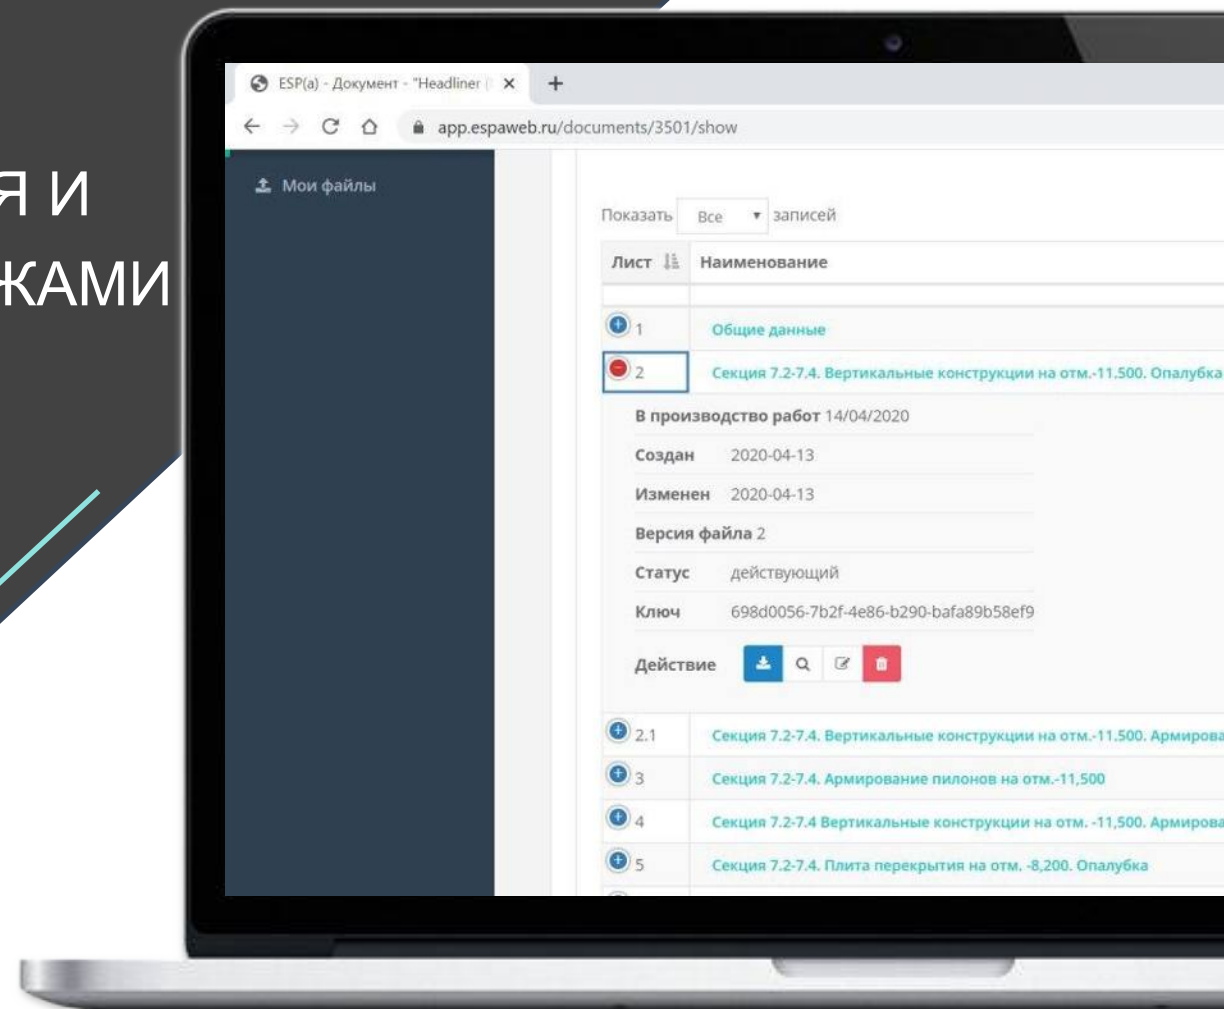 Я И
ЖАМИ
ESP(a) - Документ - "Headliner (
app.espaweb.ru/documents/3501/show
Мои файлы
Показать Все записей
Лист Наименование
1 Общие данные
2 Секция 7.2-7.4. Вертикальные конструкции на отм.-11.500. Опалубка
В производство работ 14/04/2020
Создан 2020-04-13
Изменен 2020-04-13
Версия файла 2
Статус действующий
Ключ 698d0056-7b2f-4e86-b290-bafa89b58ef9
Действие
2.1 Секция 7.2-7.4. Вертикальные конструкции на отм.-11.500. Армирова
3 Секция 7.2-7.4. Армирование пилонов на отм.-11,500
4 Секция 7.2-7.4 Вертикальные конструкции на отм. -11,500. Армирова
5 Секция 7.2-7.4. Плита перекрытия на отм. -8,200. Опалубка